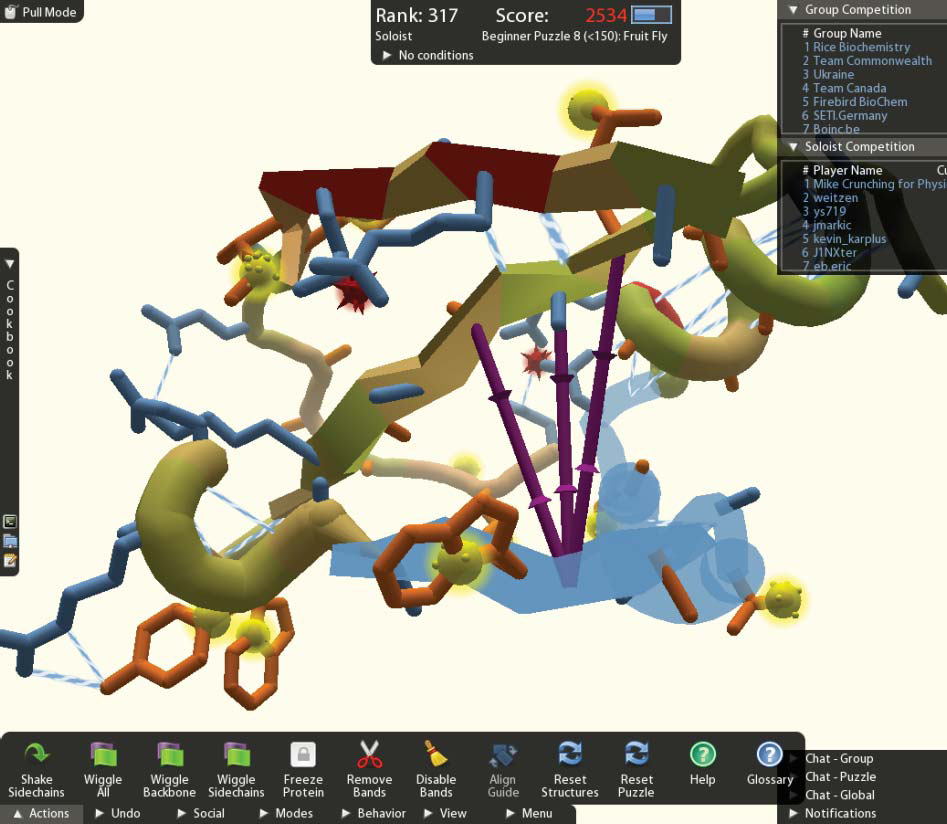 Pull Mode
Rank: 317 Score: 2534
Soloist Beginner Puzzle 8 (<150): Fruit Fly
No conditions
Group Competition
# Group Name
1 Rice Biochemistry
2 Team Commonwealth
3 Ukraine
4 Team Canada
5 Firebird BioChem
6 SETI.Germany
7 Boinc.be
Soloist Competition
# Player Name Cu
1 Mike Crunching for Physi
2 weitzen
3 ys719
4 jmarkic
5 kevin_karplus
6 J1NXter
7 eb.eric
Cookbook
Shake Sidechains
Wiggle All
Wiggle Backbone
Wiggle Sidechains
Freeze Protein
Remove Bands
Disable Bands
Align Guide
Reset Structures
Reset Puzzle
Help
Glossary
Actions Undo Social Modes Behavior View Menu
Chat - Group
Chat - Puzzle
Chat - Global
Notifications